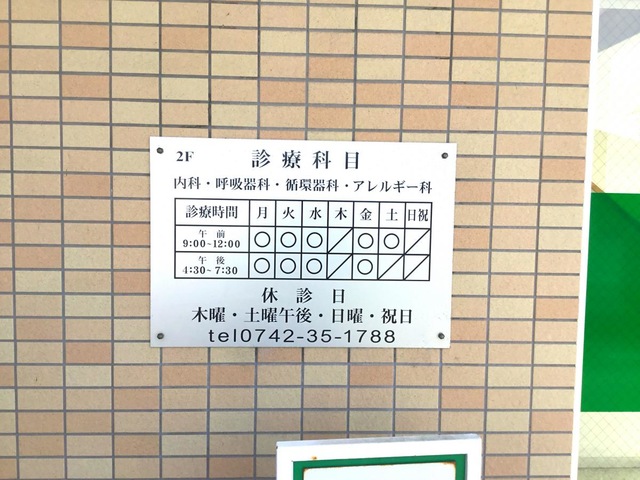 2F 診療科目
内科・呼吸器科・循環器科・アレルギー科
診療時間 月 火 水 木 金 土 日祝
午前 9:00~12:00 ○ ○ ○ ／ ○ ○ ／
午後 4:30~7:30 ○ ○ ○ ／ ○ ／ ／
休診日
木曜・土曜午後・日曜・祝日
tel0742-35-1788